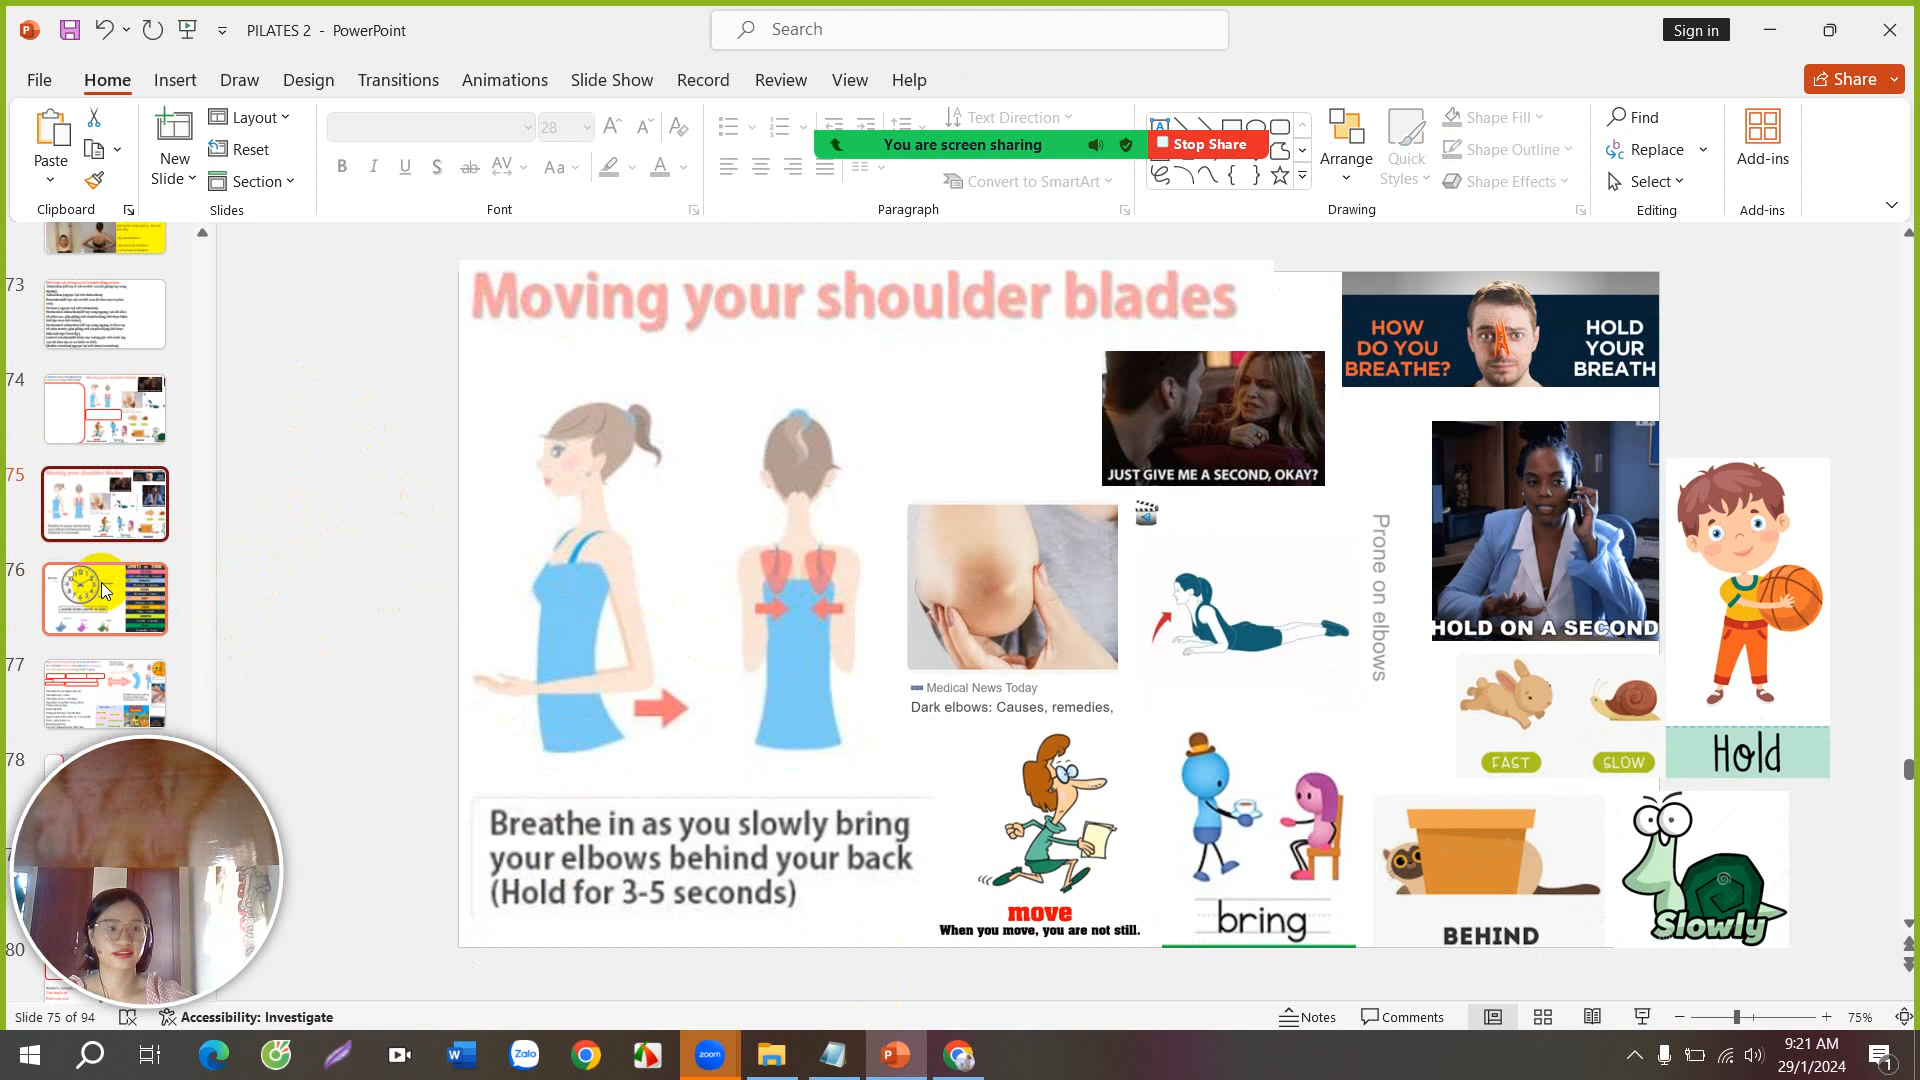 PILATES 2 - PowerPoint
Search
Sign in
File Home Insert Draw Design Transitions Animations Slide Show Record Review View Help
Share
Paste
New Slide
Layout
Reset
Section
28
Text Direction
Convert to SmartArt
You are screen sharing
Stop Share
Arrange
Quick Styles
Shape Fill
Shape Outline
Shape Effects
Find
Replace
Select
Add-ins
Clipboard
Slides
Font
Paragraph
Drawing
Editing
Add-ins
73
74
75
76
77
78
80
Moving your shoulder blades
HOW DO YOU BREATHE?
HOLD YOUR BREATH
JUST GIVE ME A SECOND, OKAY?
Prone on elbows
HOLD ON A SECOND
Medical News Today
Dark elbows: Causes, remedies,
FAST
SLOW
Hold
Breathe in as you slowly bring
your elbows behind your back
(Hold for 3-5 seconds)
move
When you move, you are not still.
bring
BEHIND
Slowly
Slide 75 of 94
Accessibility: Investigate
Notes
Comments
75%
Zalo
zoom
9:21 AM
29/1/2024
1